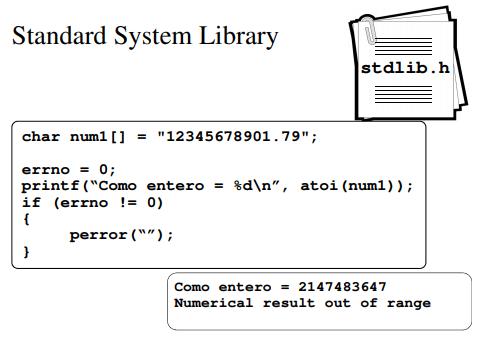 Standard System Library
stdlib.h
char num1[] = "12345678901.79";
errno = 0;
printf(“Como entero = %d\n”, atoi(num1));
if (errno != 0)
{
perror(“”);
}
Como entero = 2147483647
Numerical result out of range